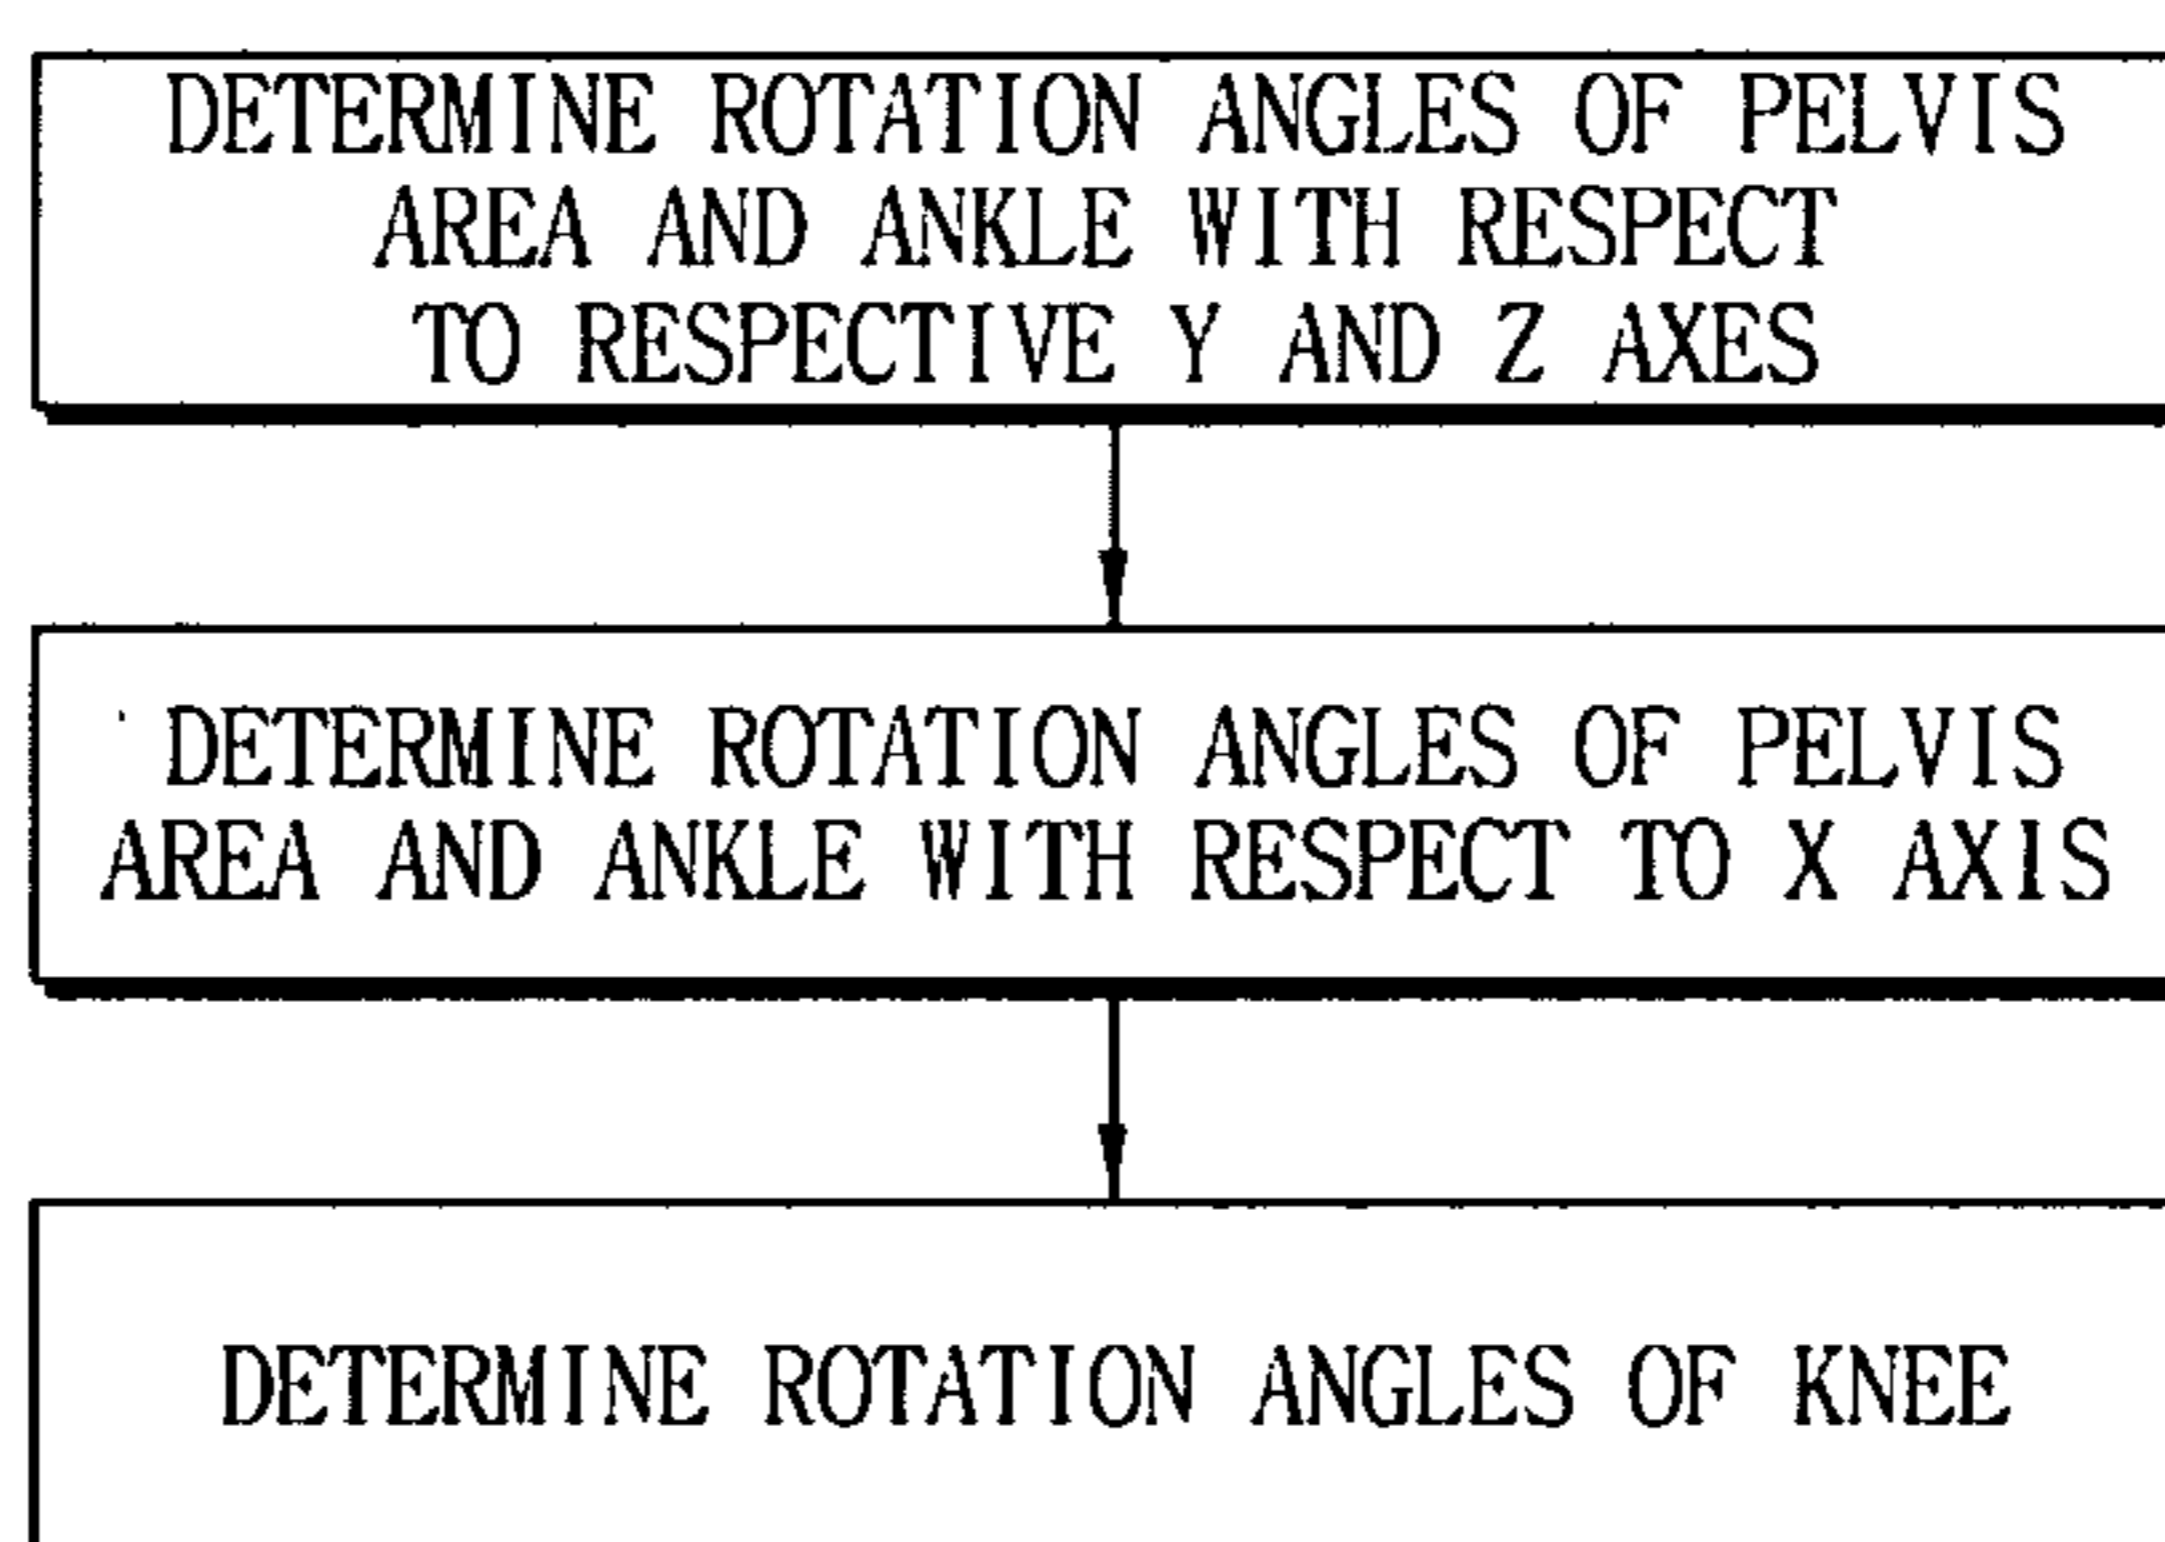 DETERMINE ROTATION ANGLES OF PELVIS
AREA AND ANKLE WITH RESPECT
TO RESPECTIVE Y AND Z AXES
DETERMINE ROTATION ANGLES OF PELVIS
AREA AND ANKLE WITH RESPECT TO X AXIS
DETERMINE ROTATION ANGLES OF KNEE